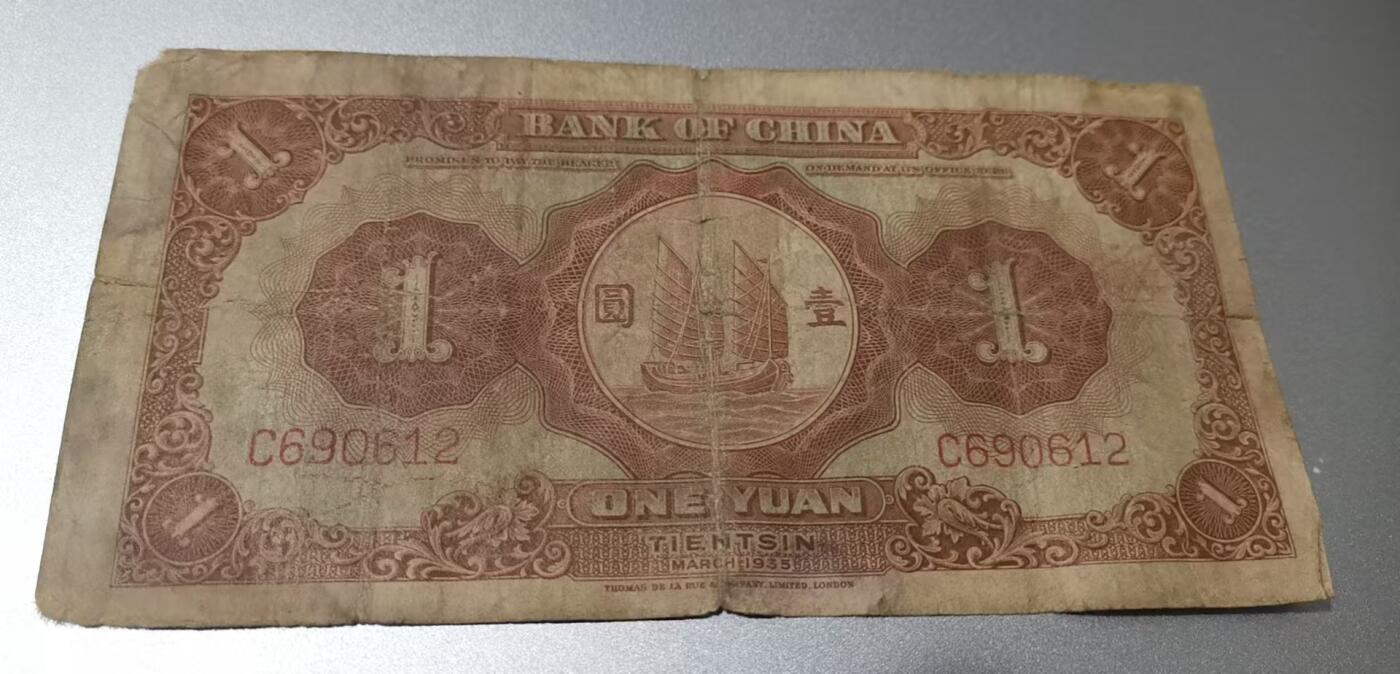 1 BANK OF CHINA 1
PROMISES TO PAY THE BEARER ON DEMAND AT ITS OFFICE HERE
1 圓 壹 1
C690612 C690612
1 ONE YUAN 1
TIENTSIN
MARCH 1935
THOMAS DE LA RUE & COMPANY, LIMITED, LONDON